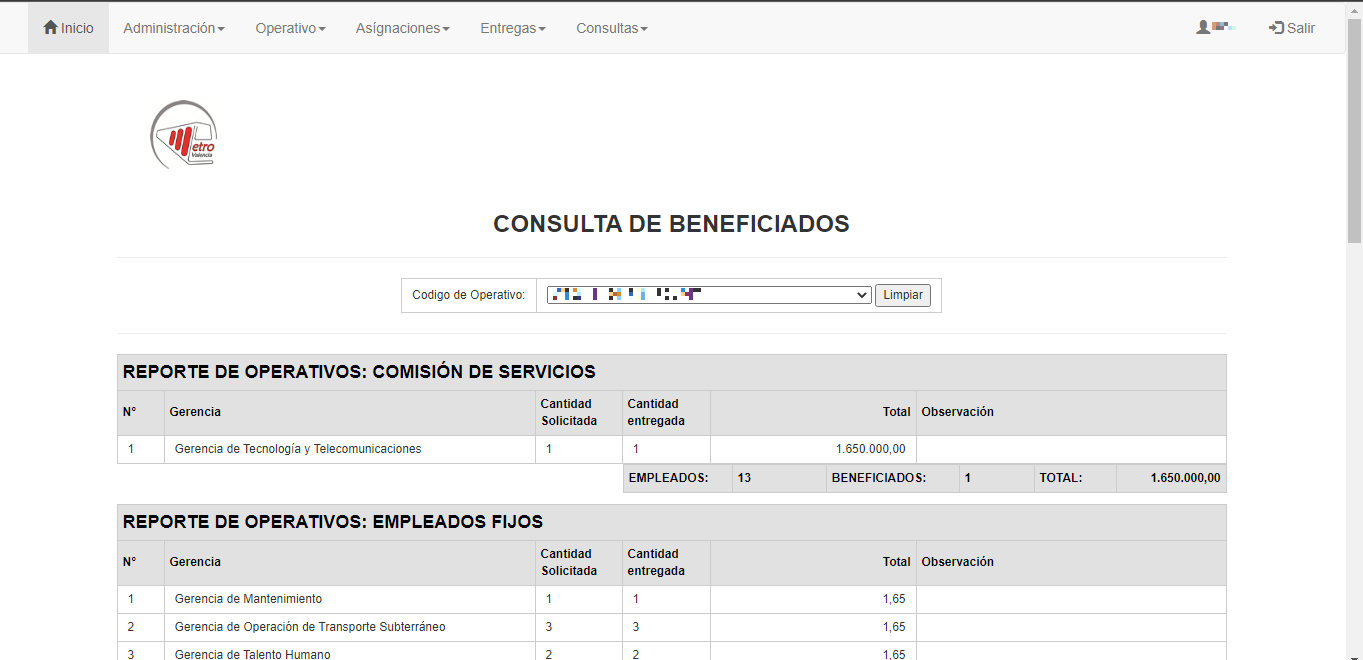 Inicio Administración Operativo Asígnaciones Entregas Consultas Salir
etro
Valencia
CONSULTA DE BENEFICIADOS
Codigo de Operativo: Limpiar
REPORTE DE OPERATIVOS: COMISIÓN DE SERVICIOS
N° Gerencia Cantidad Solicitada Cantidad entregada Total Observación
1 Gerencia de Tecnología y Telecomunicaciones 1 1 1.650.000,00
EMPLEADOS: 13 BENEFICIADOS: 1 TOTAL: 1.650.000,00
REPORTE DE OPERATIVOS: EMPLEADOS FIJOS
N° Gerencia Cantidad Solicitada Cantidad entregada Total Observación
1 Gerencia de Mantenimiento 1 1 1,65
2 Gerencia de Operación de Transporte Subterráneo 3 3 1,65
3 Gerencia de Talento Humano 2 2 1,65